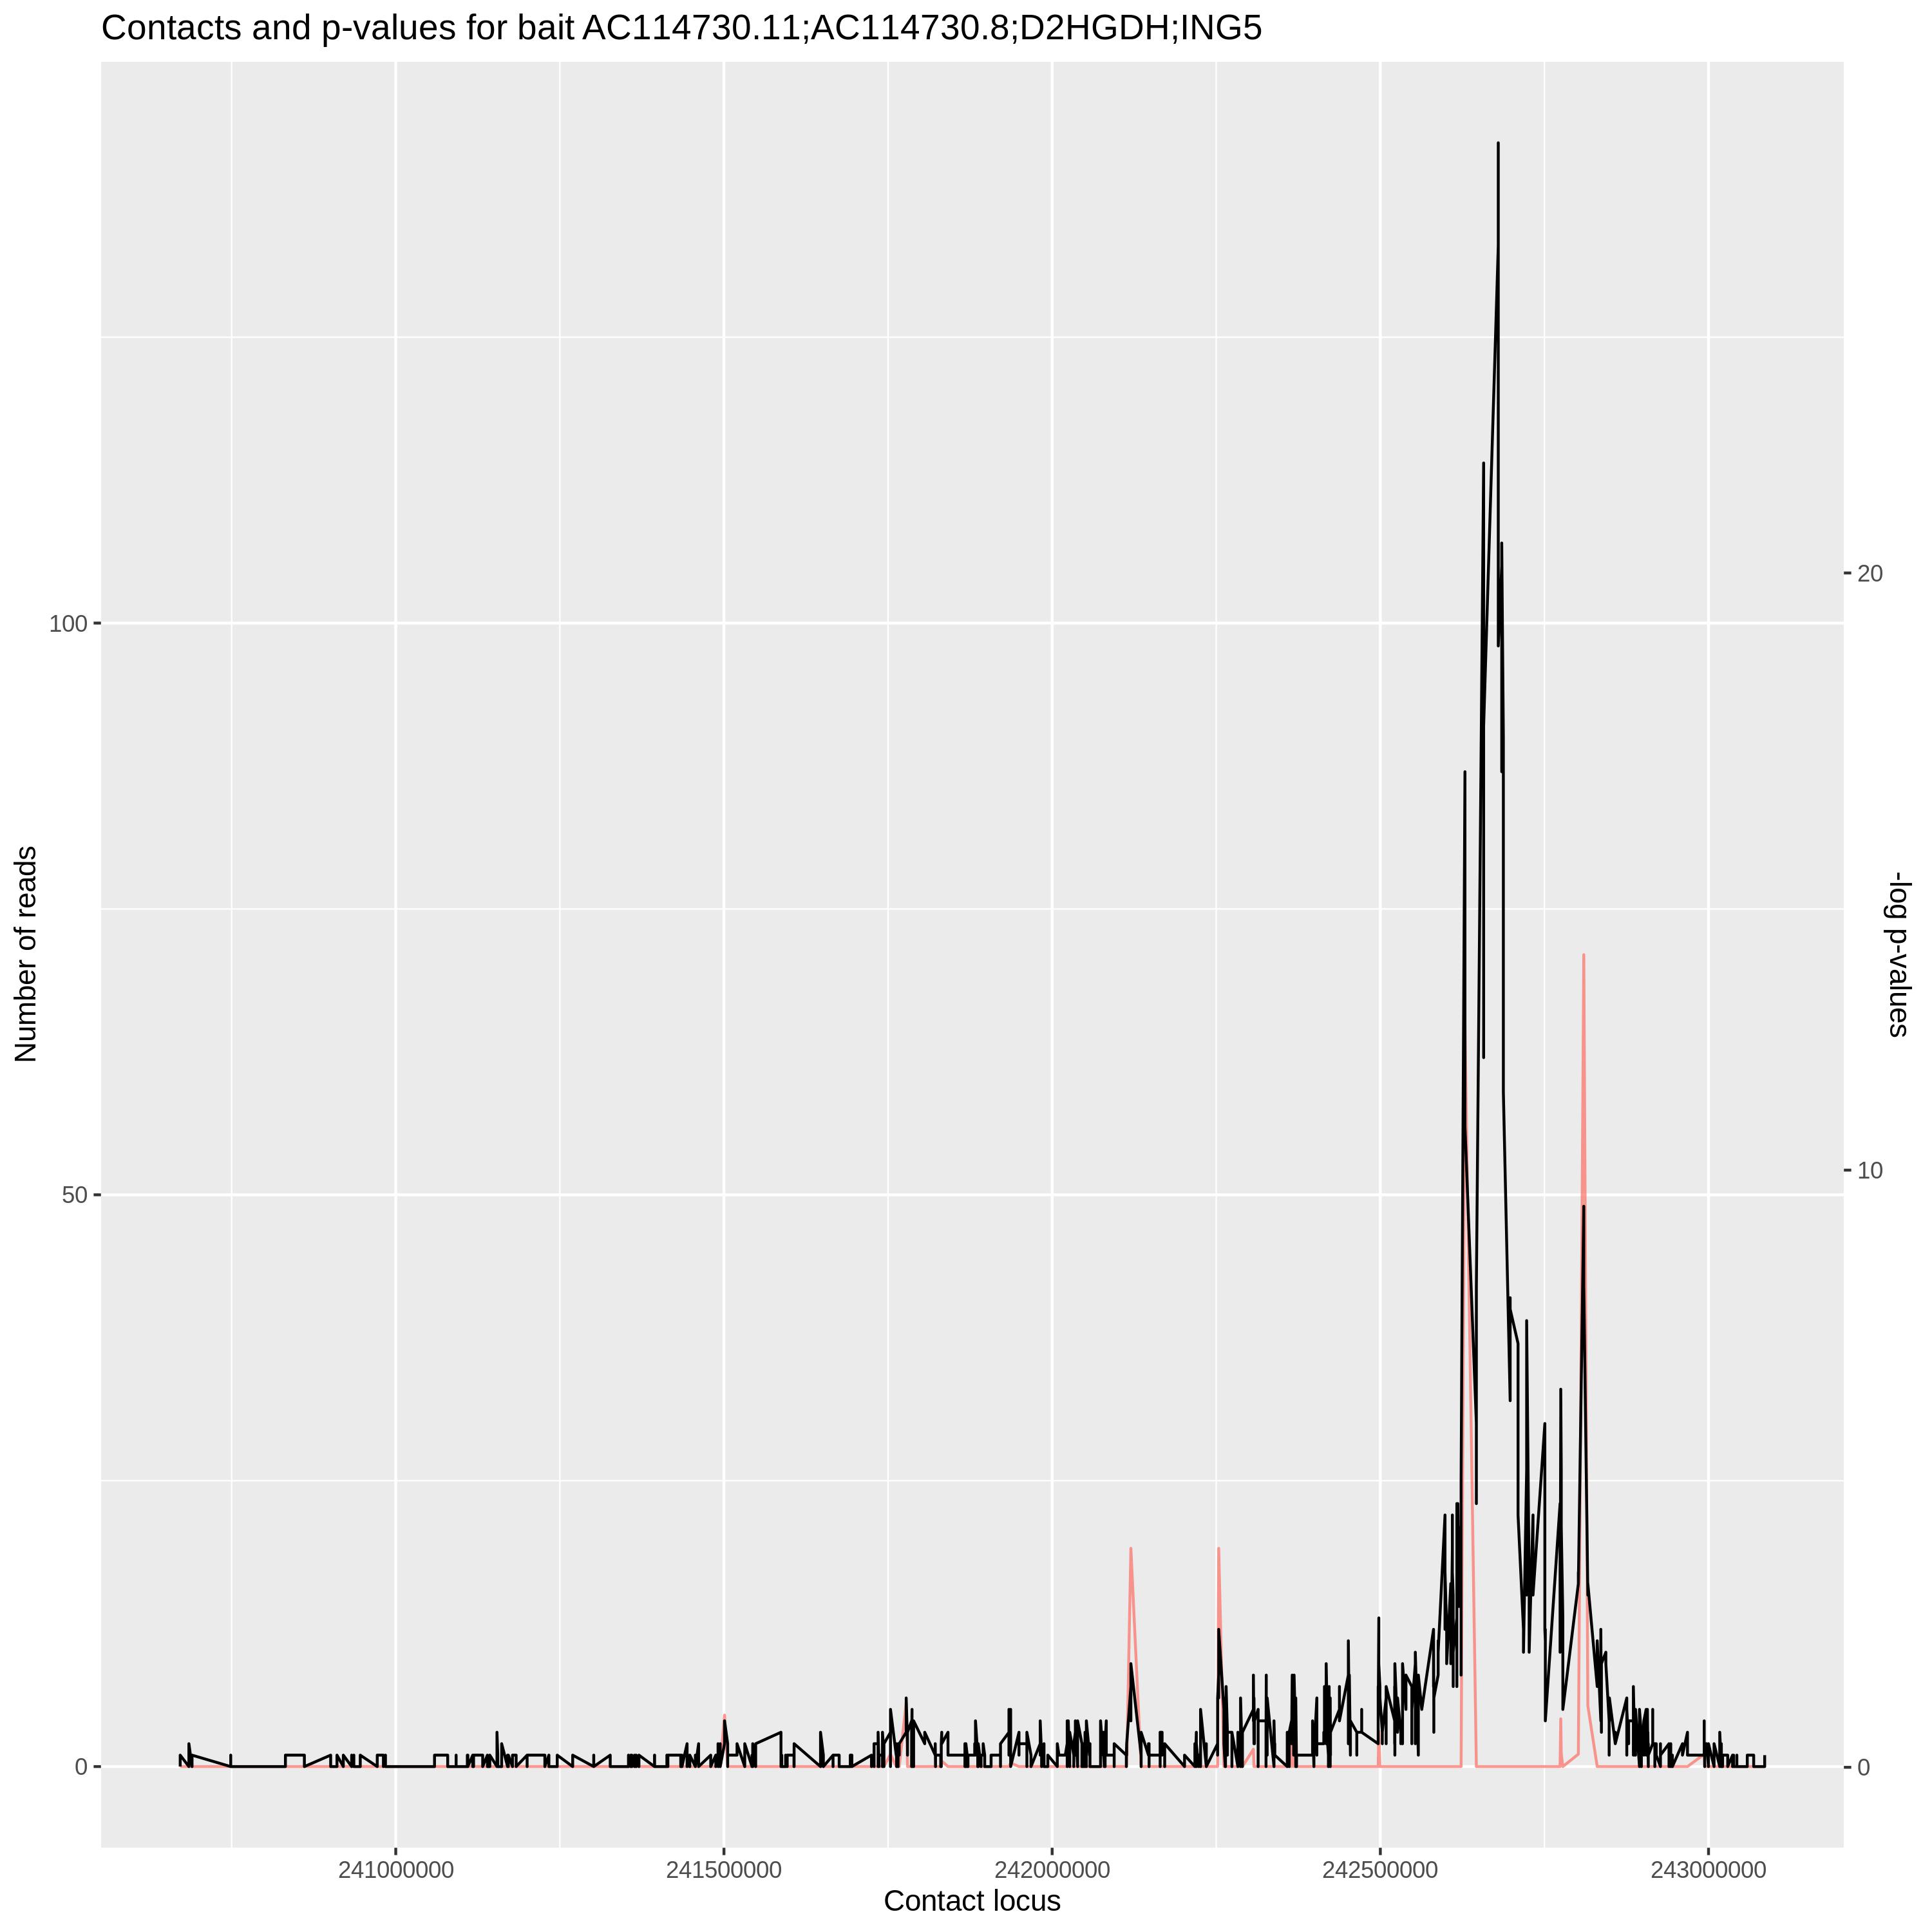 Contacts and p-values for bait AC114730.11;AC114730.8;D2HGDH;ING5
Number of reads
100
50
0
20
10
0
-log p-values
241000000
241500000
242000000
242500000
243000000
Contact locus